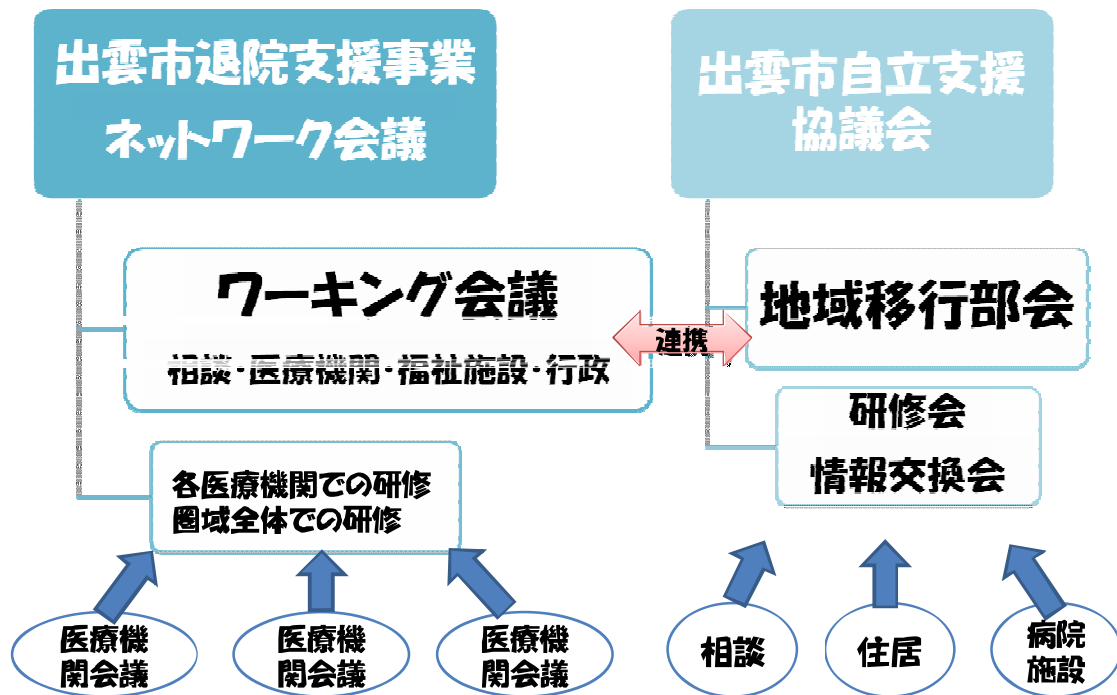 出雲市退院支援事業
ネットワーク会議
ワーキング会議
相談・医療機関・福祉施設・行政
各医療機関での研修
圏域全体での研修
医療機
関会議
医療機
関会議
医療機
関会議
連携
出雲市自立支援
協議会
地域移行部会
研修会
情報交換会
相談
住居
病院
施設